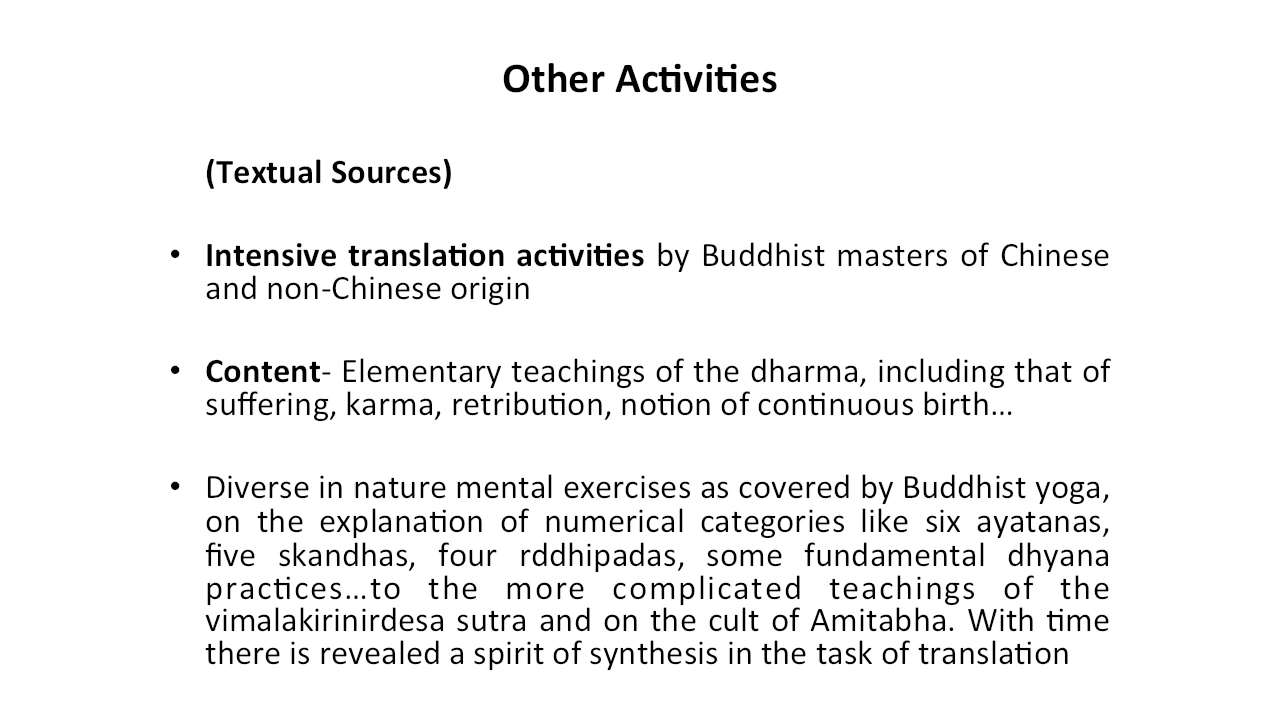 Other Activities
(Textual Sources)
• Intensive translation activities by Buddhist masters of Chinese
and non-Chinese origin
• Content- Elementary teachings of the dharma, including that of
suffering, karma, retribution, notion of continuous birth…
• Diverse in nature mental exercises as covered by Buddhist yoga,
on the explanation of numerical categories like six ayatanas,
five skandhas, four rddhipadas, some fundamental dhyana
practices…to the more complicated teachings of the
vimalakirinirdesa sutra and on the cult of Amitabha. With time
there is revealed a spirit of synthesis in the task of translation